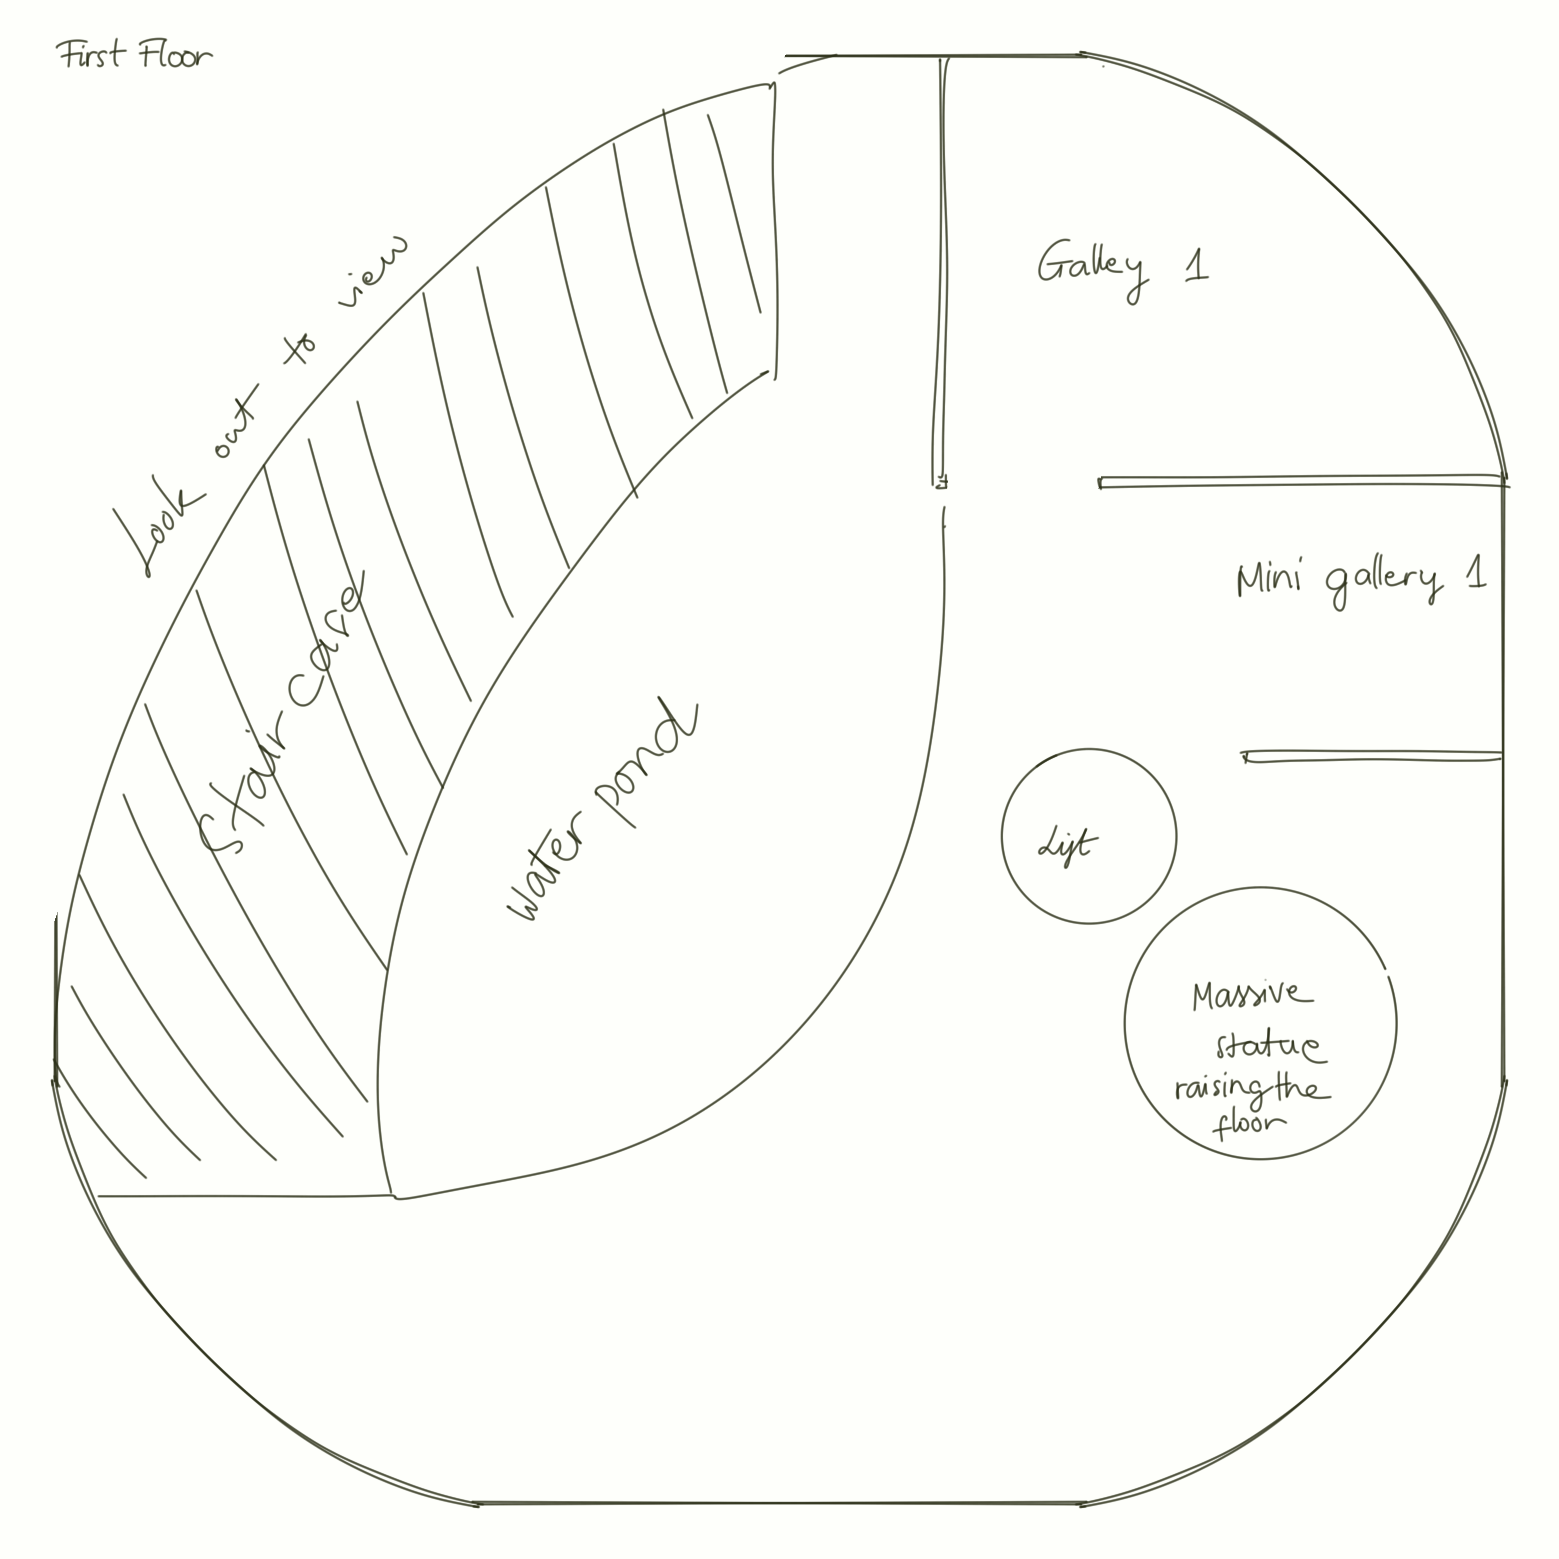 First Floor
Look out to view
Galley 1
Mini gallery 1
Stair case
Water pond
Lift
Massive
statue
raising the
floor